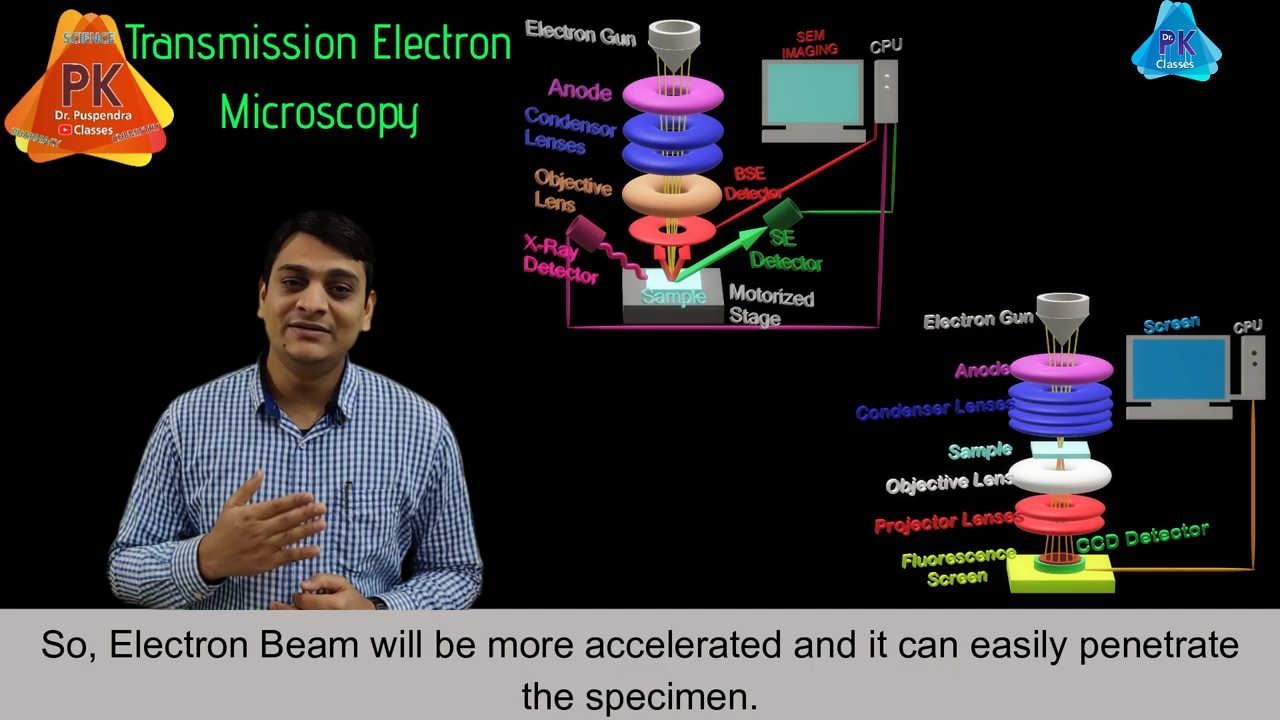 SCIENCE
PK
Dr. Puspendra
Classes
PHARMACY
CHEMISTRY
Transmission Electron
Microscopy
Electron Gun
Anode
Condensor
Lenses
Objective
Lens
X-Ray
Detector
Sample
Motorized
Stage
BSE
Detector
SE
Detector
SEM
IMAGING
CPU
Dr.
PK
Classes
Electron Gun
Anode
Condenser Lenses
Sample
Objective Lens
Projector Lenses
Fluorescence
Screen
CCD Detector
Screen
CPU
So, Electron Beam will be more accelerated and it can easily penetrate
the specimen.